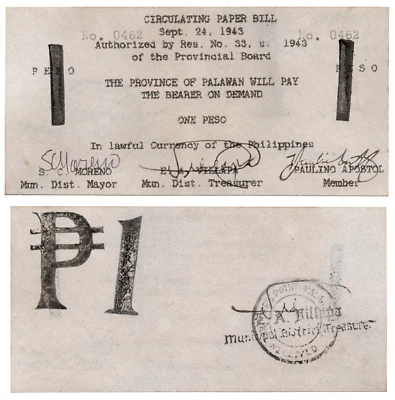 CIRCULATING PAPER BILL
No. 0462 Sept. 24, 1943 No. 0462
Authorized by Res. No. 33, s. 1943
of the Provincial Board
PESO PESO
1 1
THE PROVINCE OF PALAWAN WILL PAY
THE BEARER ON DEMAND
ONE PESO
In lawful Currency of the Philippines
S C MORENO E A VILLAPA PAULINO APOSTOL
Mun. Dist. Mayor Mun. Dist. Treasurer Member
₱1
Municipal District Treasurer
RECEIVED